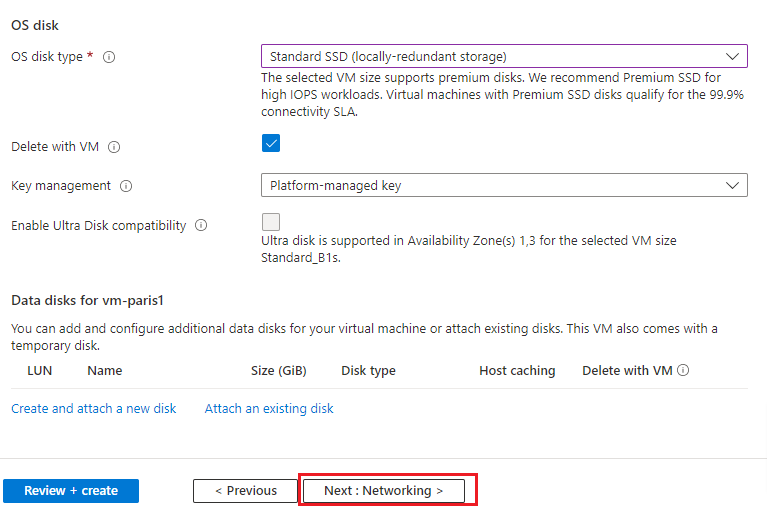 OS disk
OS disk type * Standard SSD (locally-redundant storage)
The selected VM size supports premium disks. We recommend Premium SSD for
high IOPS workloads. Virtual machines with Premium SSD disks qualify for the 99.9%
connectivity SLA.
Delete with VM
Key management Platform-managed key
Enable Ultra Disk compatibility
Ultra disk is supported in Availability Zone(s) 1,3 for the selected VM size
Standard_B1s.
Data disks for vm-paris1
You can add and configure additional data disks for your virtual machine or attach existing disks. This VM also comes with a
temporary disk.
LUN Name Size (GiB) Disk type Host caching Delete with VM
Create and attach a new disk Attach an existing disk
Review + create < Previous Next : Networking >